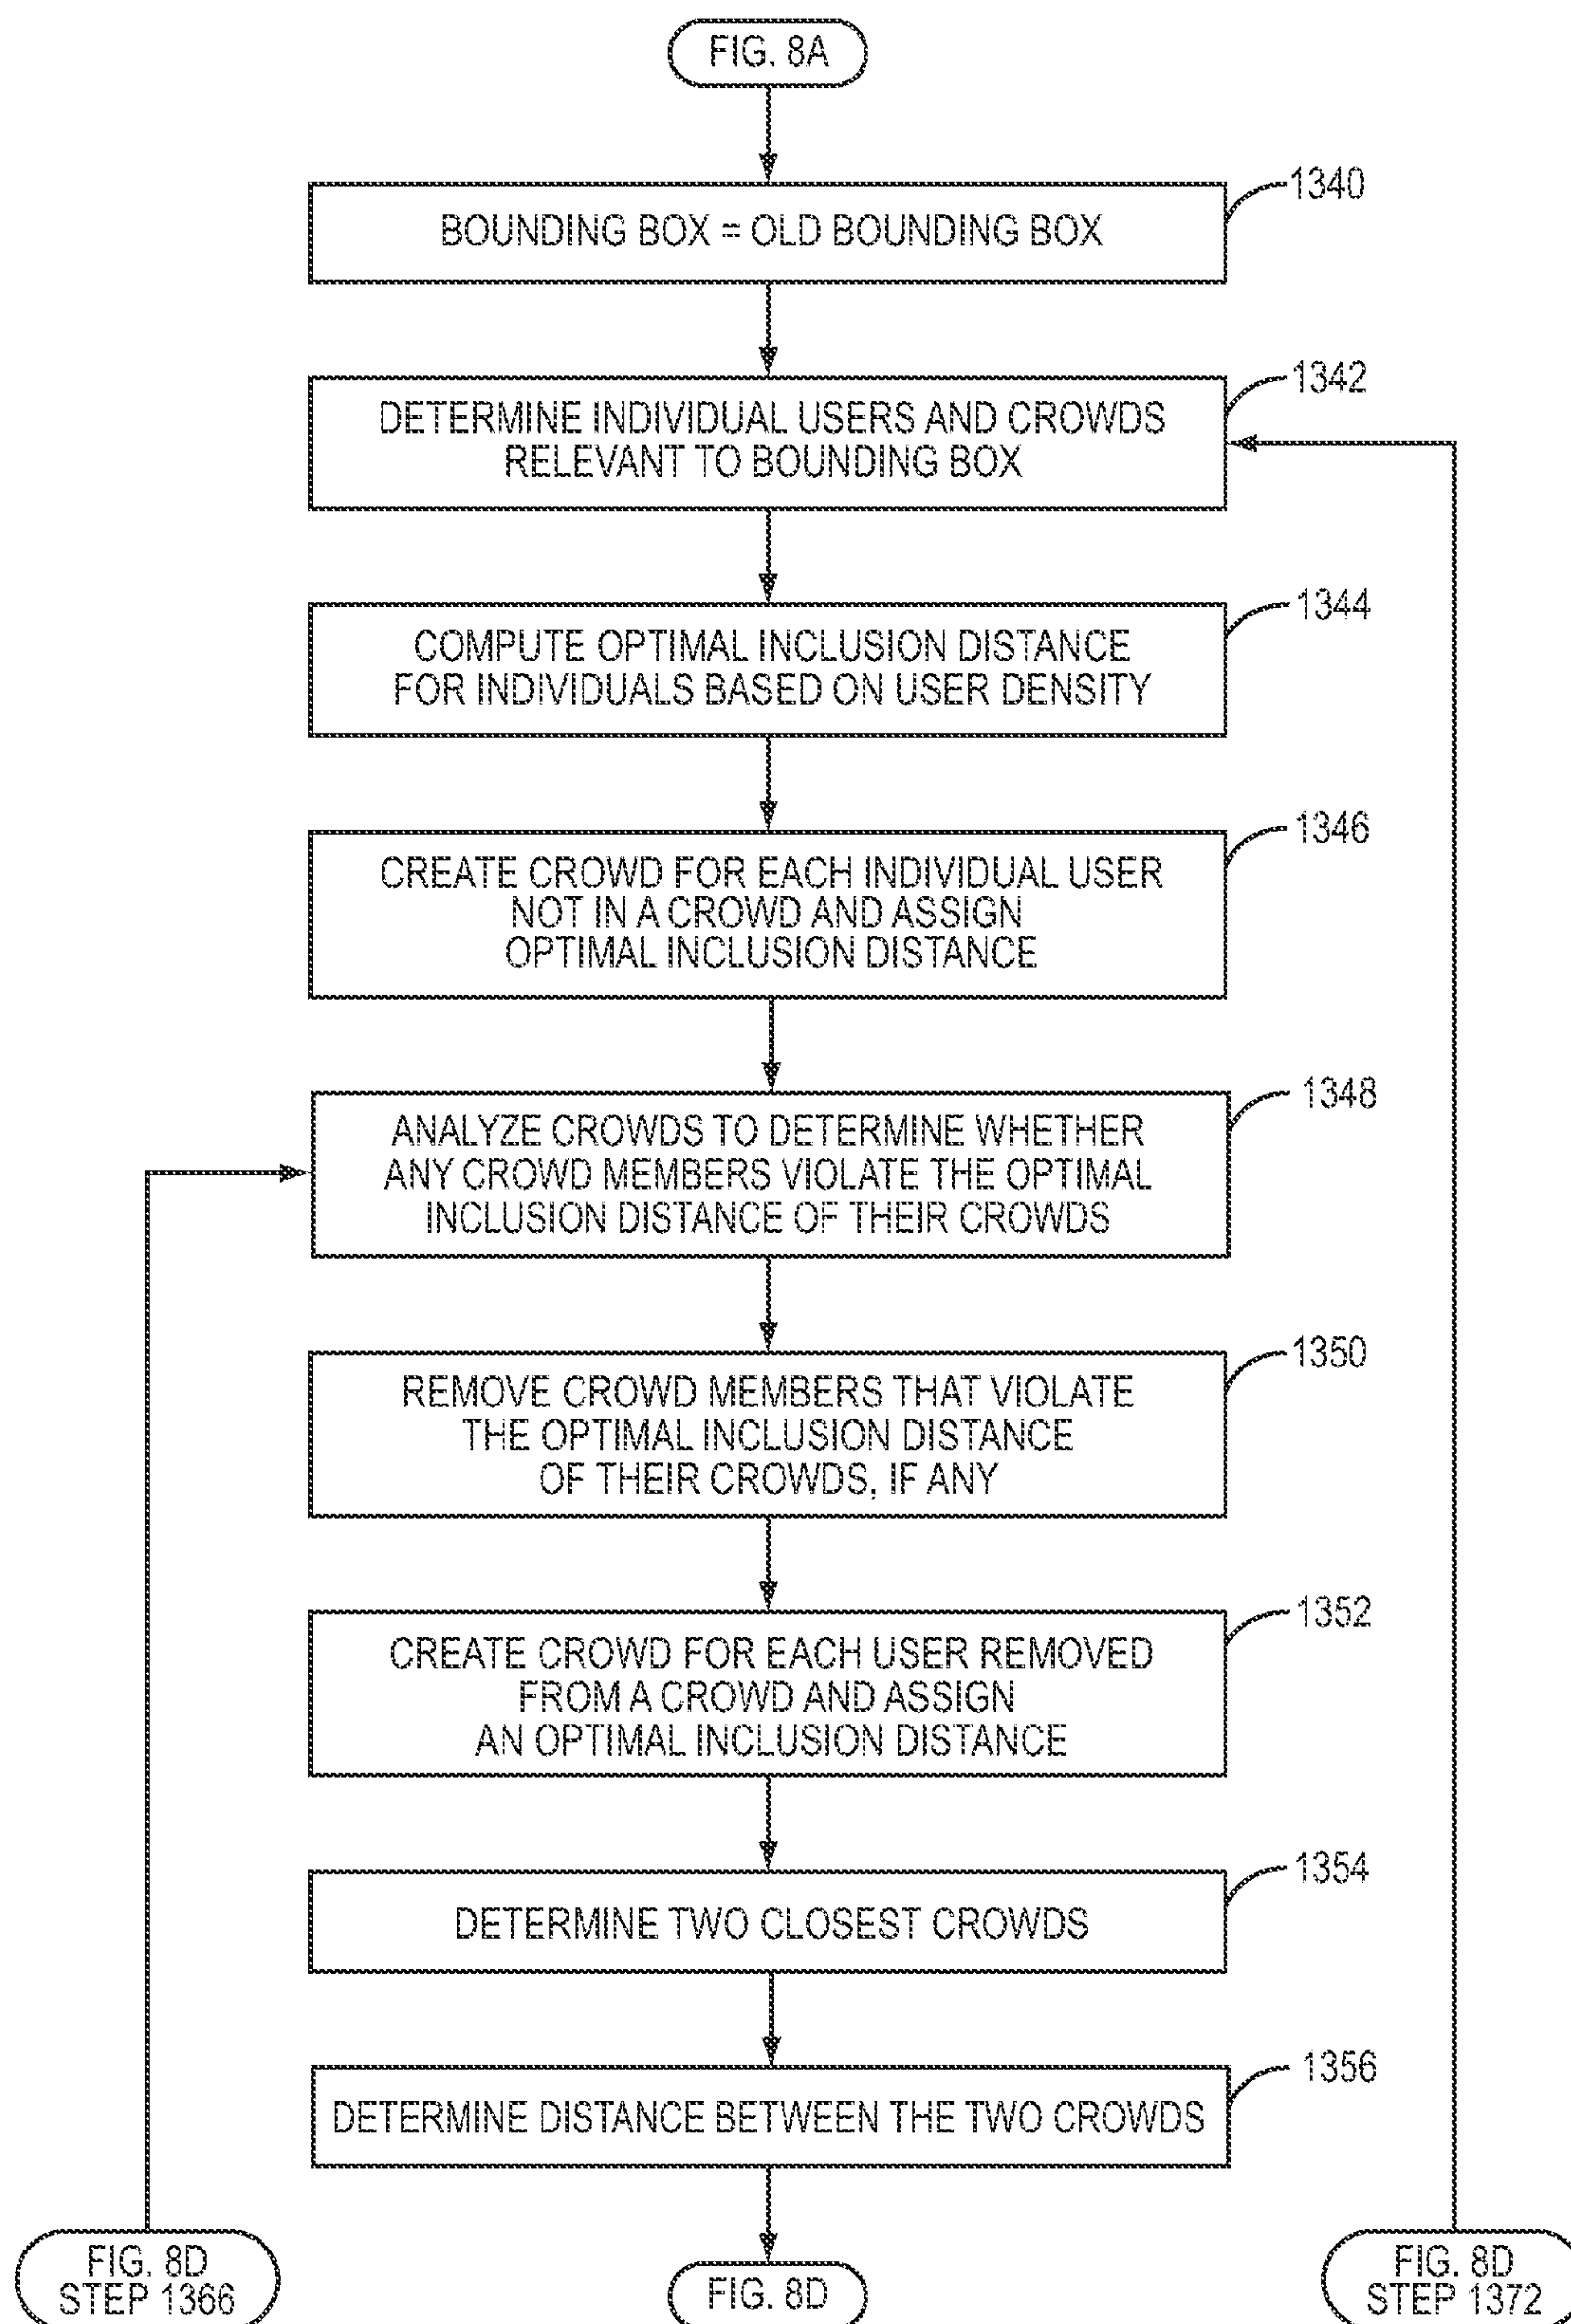 FIG. 8A
1340
BOUNDING BOX = OLD BOUNDING BOX
1342
DETERMINE INDIVIDUAL USERS AND CROWDS
RELEVANT TO BOUNDING BOX
1344
COMPUTE OPTIMAL INCLUSION DISTANCE
FOR INDIVIDUALS BASED ON USER DENSITY
1346
CREATE CROWD FOR EACH INDIVIDUAL USER
NOT IN A CROWD AND ASSIGN
OPTIMAL INCLUSION DISTANCE
1348
ANALYZE CROWDS TO DETERMINE WHETHER
ANY CROWD MEMBERS VIOLATE THE OPTIMAL
INCLUSION DISTANCE OF THEIR CROWDS
1350
REMOVE CROWD MEMBERS THAT VIOLATE
THE OPTIMAL INCLUSION DISTANCE
OF THEIR CROWDS, IF ANY
1352
CREATE CROWD FOR EACH USER REMOVED
FROM A CROWD AND ASSIGN
AN OPTIMAL INCLUSION DISTANCE
1354
DETERMINE TWO CLOSEST CROWDS
1356
DETERMINE DISTANCE BETWEEN THE TWO CROWDS
FIG. 8D
STEP 1366
FIG. 8D
FIG. 8D
STEP 1372